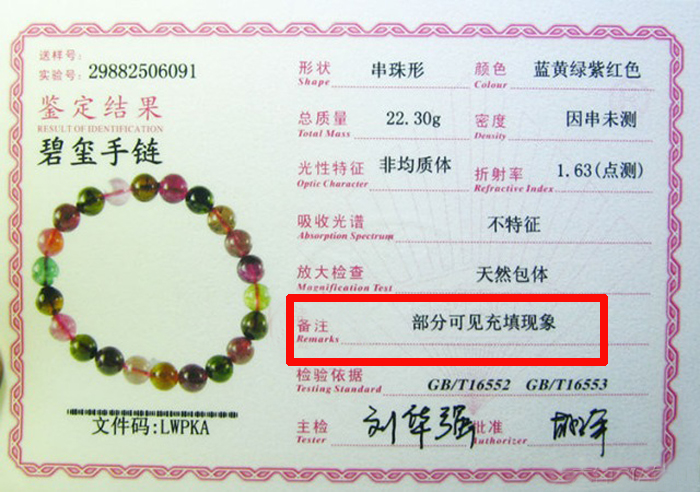 送样号:
实验号: 29882506091
鉴定结果
RESULT OF IDENTIFICATION
碧玺手链
文件码:LWPKA
形状 串珠形 颜色 蓝黄绿紫红色
Shape Colour
总质量 22.30g 密度 因串未测
Total Mass Density
光性特征 非均质体 折射率 1.63(点测)
Optic Character Refractive Index
吸收光谱 不特征
Absorption Spectrum
放大检查 天然包体
Magnification Test
备注 部分可见充填现象
Remarks
检验依据 GB/T16552 GB/T16553
Testing Standard
主检 刘华强 批准
Tester Authorizer